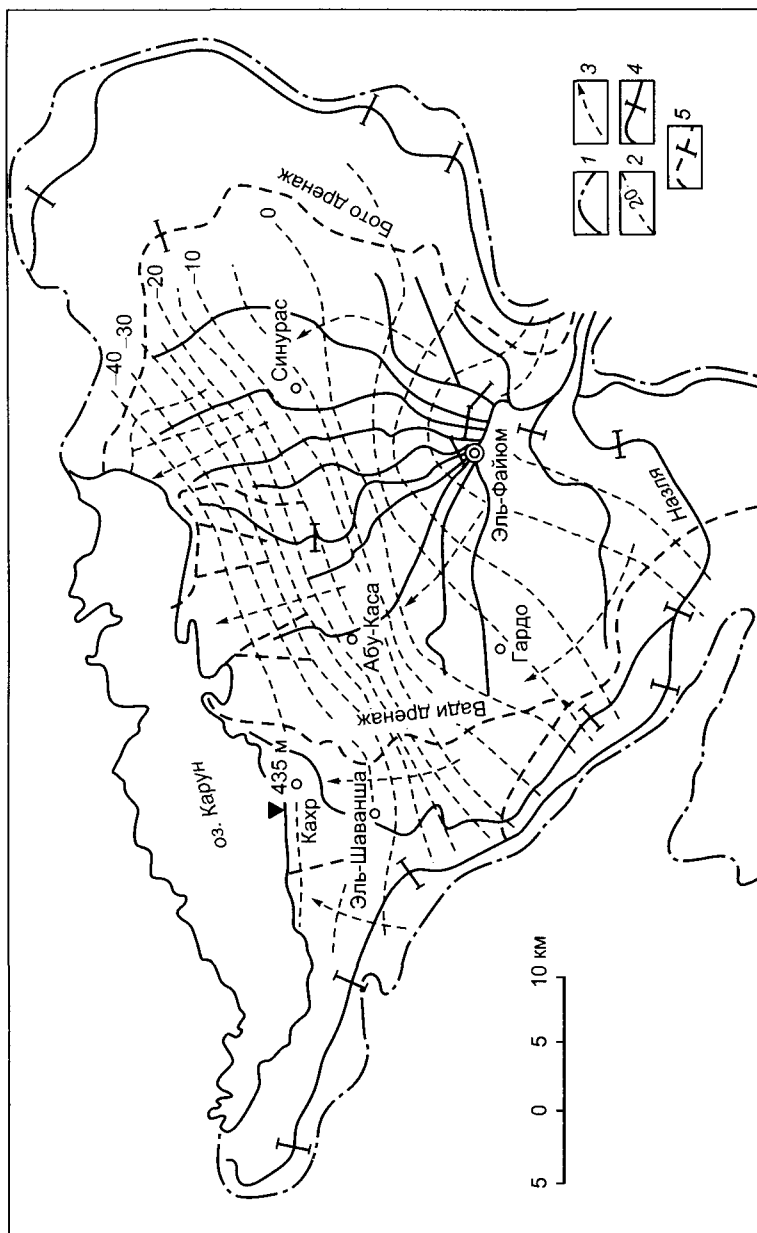 оз. Карун
435 м
Кахр
Эль-Шаванша
Вади дренаж
Абу-Каса
Гардо
Эль-Файюм
Назля
Синурас
Бото дренаж
–40
–30
–20
–10
0
5 0 5 10 км
1
20
2
3
4
5